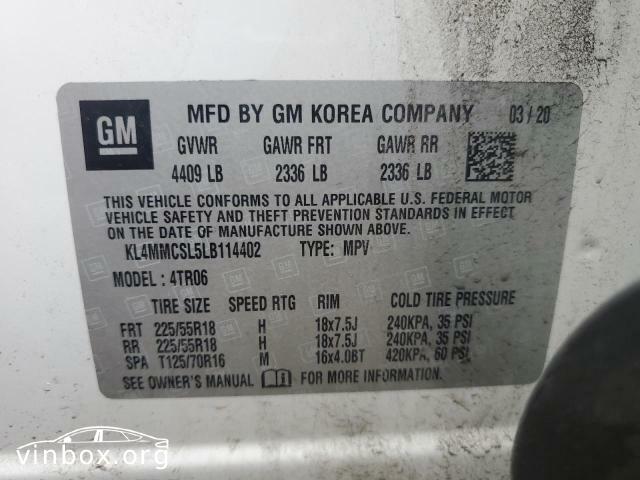 GM MFD BY GM KOREA COMPANY 03/20
GVWR GAWR FRT GAWR RR
4409 LB 2336 LB 2336 LB
THIS VEHICLE CONFORMS TO ALL APPLICABLE U.S. FEDERAL MOTOR
VEHICLE SAFETY AND THEFT PREVENTION STANDARDS IN EFFECT
ON THE DATE OF MANUFACTURE SHOWN ABOVE.
KL4MMCSL5LB114402 TYPE: MPV
MODEL: 4TR06
TIRE SIZE SPEED RTG RIM COLD TIRE PRESSURE
FRT 225/55R18 H 18x7.5J 240KPA, 35 PSI
RR 225/55R18 H 18x7.5J 240KPA, 35 PSI
SPA T125/70R16 M 16x4.0BT 420KPA, 60 PSI
SEE OWNER'S MANUAL FOR MORE INFORMATION.
vinbox.org